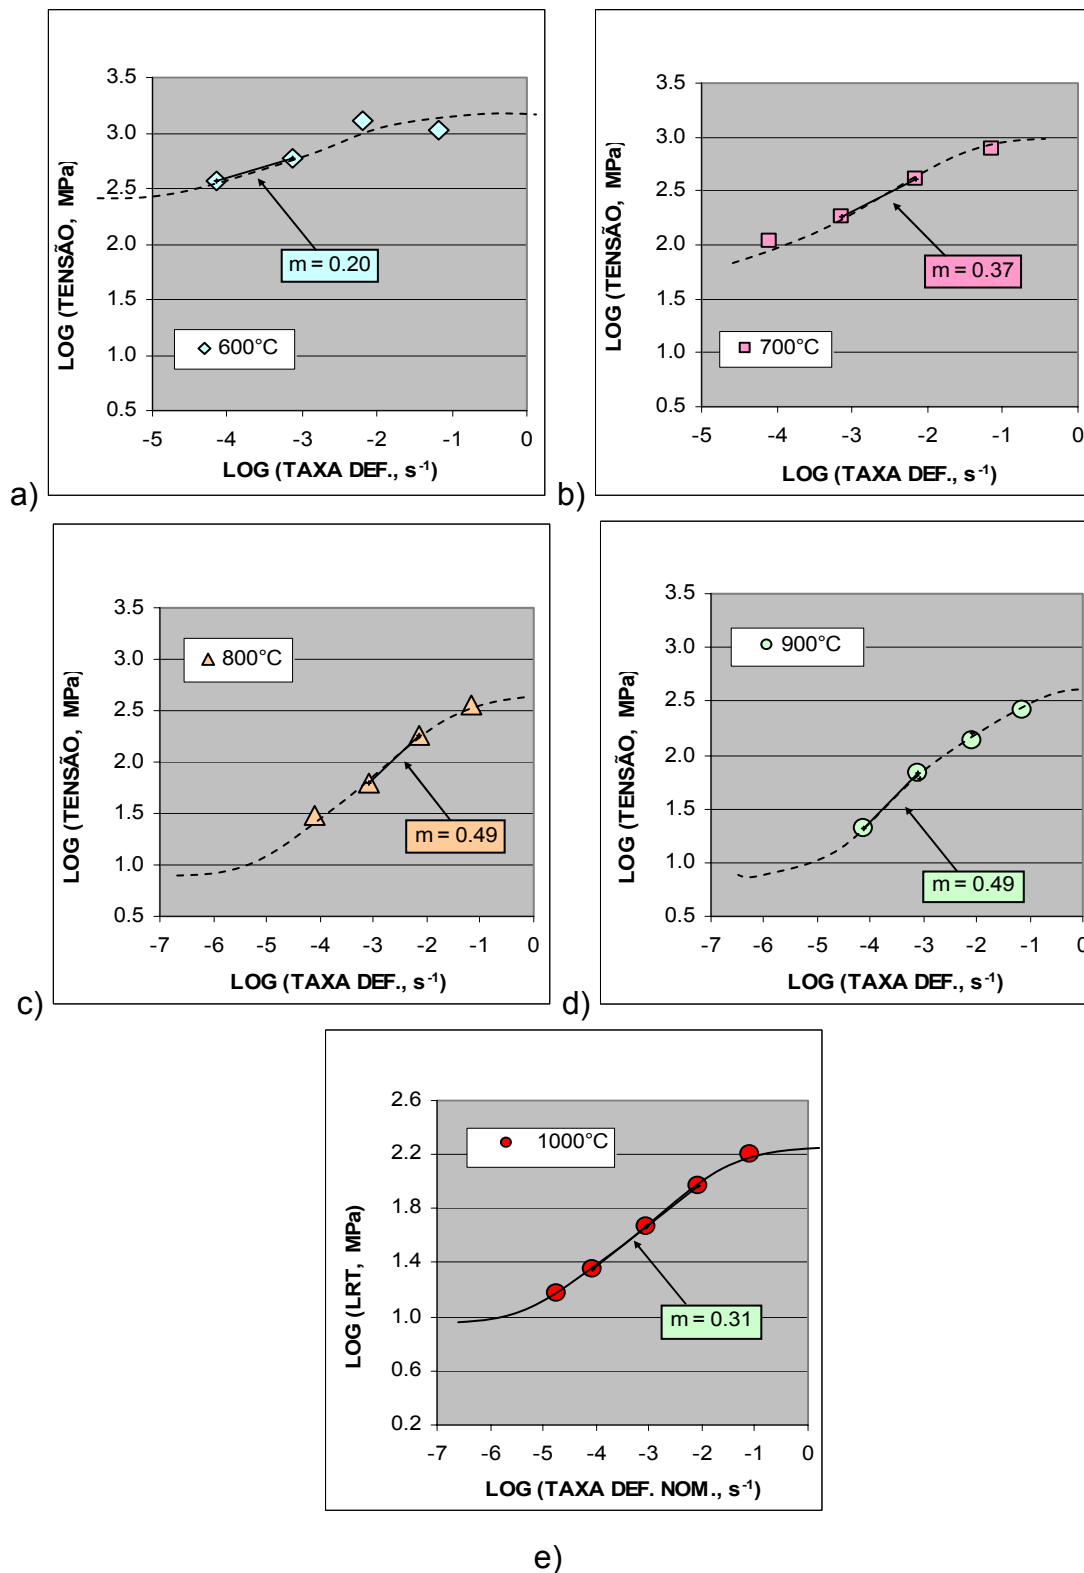 3.5
3.0
2.5
2.0
1.5
1.0
0.5
LOG (TENSÃO, MPa)
m = 0.20
600°C
-5 -4 -3 -2 -1 0
LOG (TAXA DEF., s-1)
a)
3.5
3.0
2.5
2.0
1.5
1.0
0.5
LOG (TENSÃO, MPa)
m = 0.37
700°C
-5 -4 -3 -2 -1 0
LOG (TAXA DEF., s-1)
b)
3.5
3.0
2.5
2.0
1.5
1.0
0.5
LOG (TENSÃO, MPa)
800°C
m = 0.49
-7 -6 -5 -4 -3 -2 -1 0
LOG (TAXA DEF., s-1)
c)
3.5
3.0
2.5
2.0
1.5
1.0
0.5
LOG (TENSÃO, MPa)
900°C
m = 0.49
-7 -6 -5 -4 -3 -2 -1 0
LOG (TAXA DEF., s-1)
d)
2.6
2.2
1.8
1.4
1.0
0.6
0.2
LOG (LRT, MPa)
1000°C
m = 0.31
-7 -6 -5 -4 -3 -2 -1 0
LOG (TAXA DEF. NOM., s-1)
e)